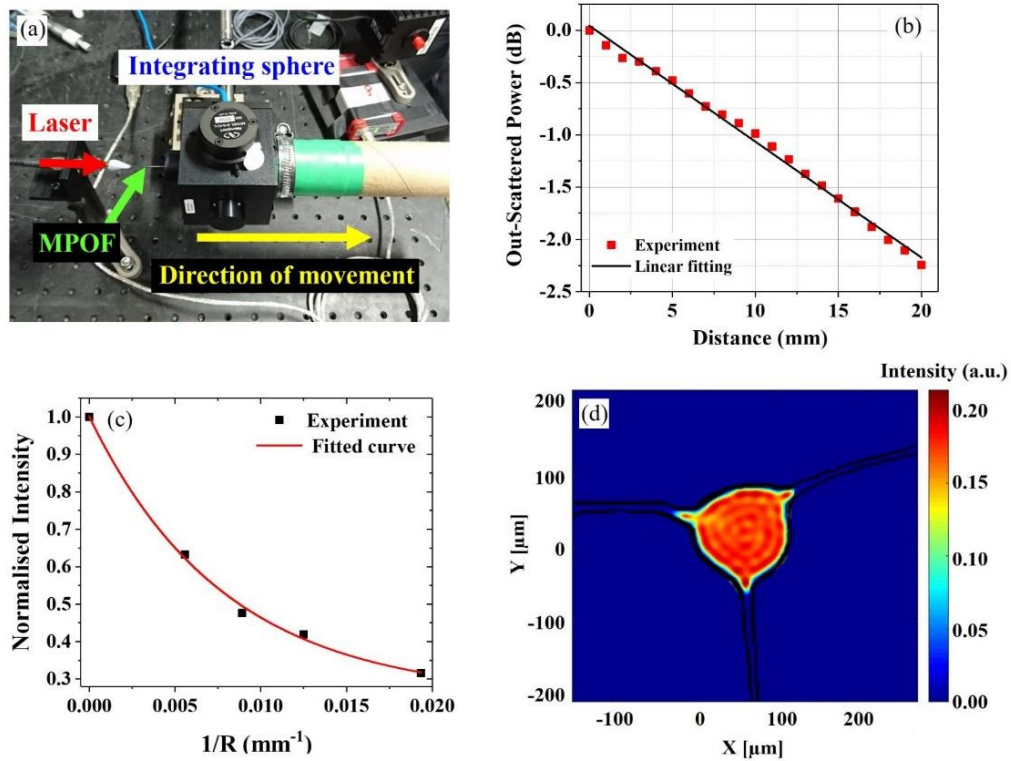 (a)
Integrating sphere
Laser
MPOF
Direction of movement
Newport
(b)
Out-Scattered Power (dB)
0.0
-0.5
-1.0
-1.5
-2.0
-2.5
Experiment
Linear fitting
0 5 10 15 20
Distance (mm)
(c)
Normalised Intensity
1.0
0.9
0.8
0.7
0.6
0.5
0.4
0.3
Experiment
Fitted curve
0.000 0.005 0.010 0.015 0.020
1/R (mm⁻¹)
Intensity (a.u.)
(d)
Y [µm]
200
100
0
-100
-200
-100 0 100 200
X [µm]
0.20
0.15
0.10
0.05
0.00